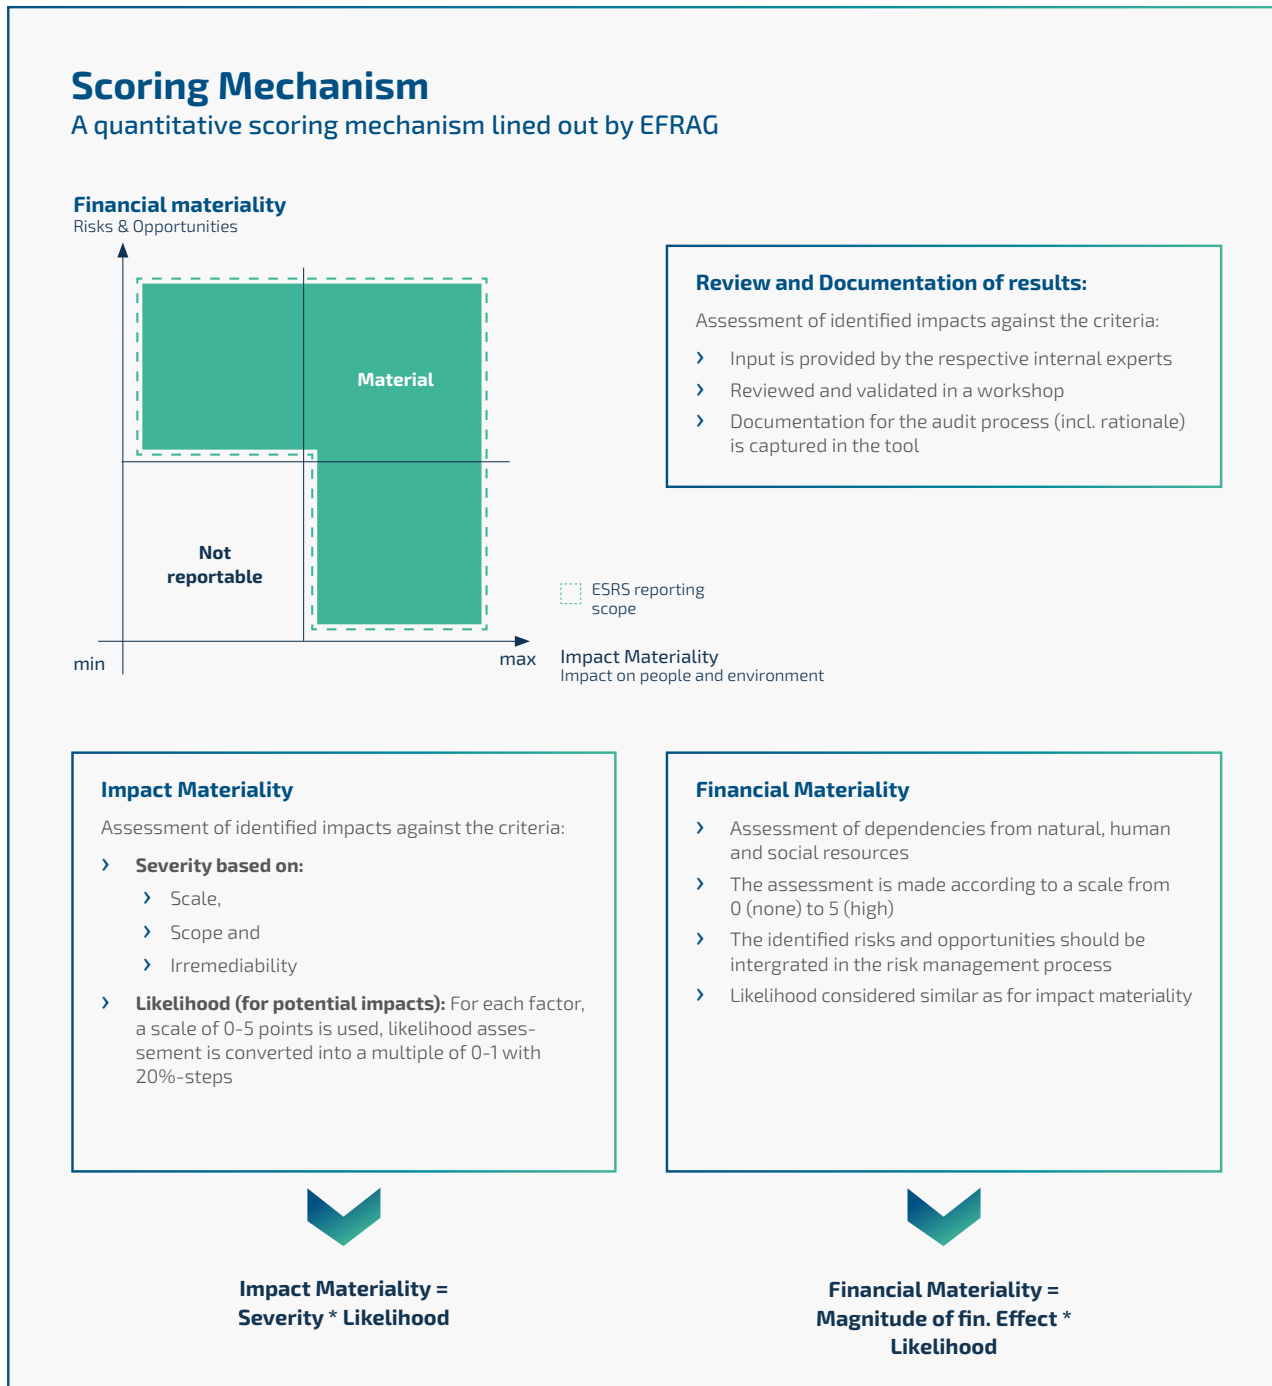 Scoring Mechanism
A quantitative scoring mechanism lined out by EFRAG
Financial materiality
Risks & Opportunities
Material
Not
reportable
min
max
ESRS reporting
scope
Impact Materiality
Impact on people and environment
Review and Documentation of results:
Assessment of identified impacts against the criteria:
› Input is provided by the respective internal experts
› Reviewed and validated in a workshop
› Documentation for the audit process (incl. rationale)
is captured in the tool
Impact Materiality
Assessment of identified impacts against the criteria:
› Severity based on:
› Scale,
› Scope and
› Irremediability
› Likelihood (for potential impacts): For each factor,
a scale of 0-5 points is used, likelihood asses-
sement is converted into a multiple of 0-1 with
20%-steps
Financial Materiality
› Assessment of dependencies from natural, human
and social resources
› The assessment is made according to a scale from
0 (none) to 5 (high)
› The identified risks and opportunities should be
intergrated in the risk management process
› Likelihood considered similar as for impact materiality
Impact Materiality =
Severity * Likelihood
Financial Materiality =
Magnitude of fin. Effect *
Likelihood